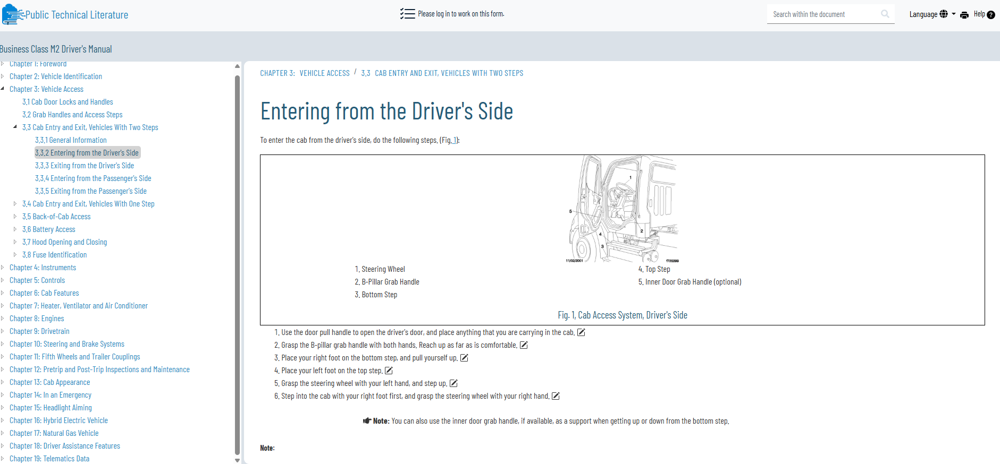 Public Technical Literature
Please log in to work on this form.
Search within the document
Language
Help
Business Class M2 Driver's Manual
Chapter 1: Foreword
Chapter 2: Vehicle Identification
Chapter 3: Vehicle Access
3.1 Cab Door Locks and Handles
3.2 Grab Handles and Access Steps
3.3 Cab Entry and Exit, Vehicles With Two Steps
3.3.1 General Information
3.3.2 Entering from the Driver's Side
3.3.3 Exiting from the Driver's Side
3.3.4 Entering from the Passenger's Side
3.3.5 Exiting from the Passenger's Side
3.4 Cab Entry and Exit, Vehicles With One Step
3.5 Back-of-Cab Access
3.6 Battery Access
3.7 Hood Opening and Closing
3.8 Fuse Identification
Chapter 4: Instruments
Chapter 5: Controls
Chapter 6: Cab Features
Chapter 7: Heater, Ventilator and Air Conditioner
Chapter 8: Engines
Chapter 9: Drivetrain
Chapter 10: Steering and Brake Systems
Chapter 11: Fifth Wheels and Trailer Couplings
Chapter 12: Pretrip and Post-Trip Inspections and Maintenance
Chapter 13: Cab Appearance
Chapter 14: In an Emergency
Chapter 15: Headlight Aiming
Chapter 16: Hybrid Electric Vehicle
Chapter 17: Natural Gas Vehicle
Chapter 18: Driver Assistance Features
Chapter 19: Telematics Data
CHAPTER 3: VEHICLE ACCESS / 3.3 CAB ENTRY AND EXIT, VEHICLES WITH TWO STEPS
Entering from the Driver's Side
To enter the cab from the driver's side, do the following steps. (Fig. 1):
1
5
2
4
3
11/02/2001 f720399
1. Steering Wheel
2. B-Pillar Grab Handle
3. Bottom Step
4. Top Step
5. Inner Door Grab Handle (optional)
Fig. 1, Cab Access System, Driver's Side
1. Use the door pull handle to open the driver's door, and place anything that you are carrying in the cab.
2. Grasp the B-pillar grab handle with both hands. Reach up as far as is comfortable.
3. Place your right foot on the bottom step, and pull yourself up.
4. Place your left foot on the top step.
5. Grasp the steering wheel with your left hand, and step up.
6. Step into the cab with your right foot first, and grasp the steering wheel with your right hand.
Note: You can also use the inner door grab handle, if available, as a support when getting up or down from the bottom step.
Note: